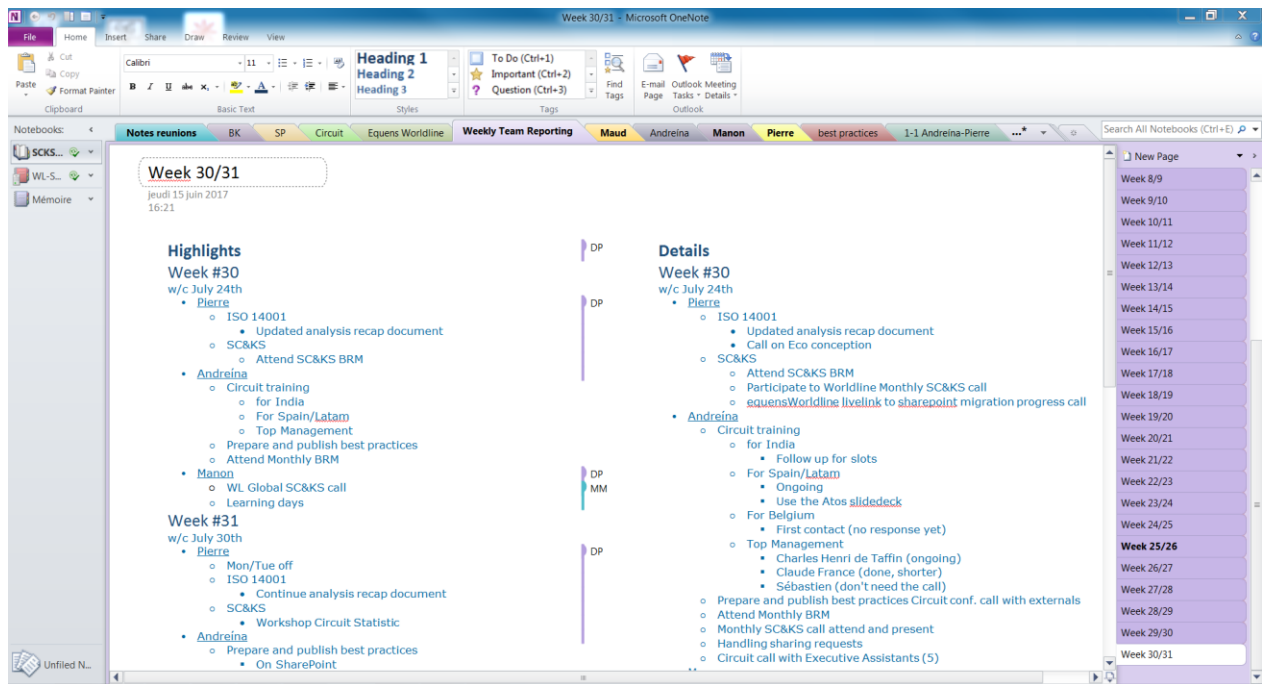 Week 30/31 - Microsoft OneNote
File Home Insert Share Draw Review View
Paste
Cut
Copy
Format Painter
Clipboard
Calibri 11
B I U abc x,
Basic Text
Heading 1
Heading 2
Heading 3
Styles
To Do (Ctrl+1)
Important (Ctrl+2)
Question (Ctrl+3)
Tags
Find Tags
E-mail Page
Outlook Tasks
Meeting Details
Outlook
Notebooks:
Notes reunions BK SP Circuit Equens Worldline Weekly Team Reporting Maud Andreína Manon Pierre best practices 1-1 Andreina-Pierre ...*
Search All Notebooks (Ctrl+E)
SCKS...
WL-S...
Mémoire
Unfiled N...
Week 30/31
jeudi 15 juin 2017
16:21
Highlights
DP
Week #30
w/c July 24th
• Pierre
DP
○ ISO 14001
• Updated analysis recap document
○ SC&KS
○ Attend SC&KS BRM
• Andreína
○ Circuit training
○ for India
○ For Spain/Latam
○ Top Management
○ Prepare and publish best practices
○ Attend Monthly BRM
• Manon
DP
○ WL Global SC&KS call
MM
○ Learning days
Week #31
w/c July 30th
• Pierre
DP
○ Mon/Tue off
○ ISO 14001
• Continue analysis recap document
○ SC&KS
• Workshop Circuit Statistic
• Andreína
○ Prepare and publish best practices
▪ On SharePoint
Details
Week #30
w/c July 24th
• Pierre
○ ISO 14001
• Updated analysis recap document
• Call on Eco conception
○ SC&KS
○ Attend SC&KS BRM
○ Participate to Worldline Monthly SC&KS call
○ equensWorldline livelink to sharepoint migration progress call
• Andreína
○ Circuit training
○ for India
▪ Follow up for slots
○ For Spain/Latam
▪ Ongoing
▪ Use the Atos slidedeck
○ For Belgium
▪ First contact (no response yet)
○ Top Management
▪ Charles Henri de Taffin (ongoing)
▪ Claude France (done, shorter)
▪ Sébastien (don't need the call)
○ Prepare and publish best practices Circuit conf. call with externals
○ Attend Monthly BRM
○ Monthly SC&KS call attend and present
○ Handling sharing requests
○ Circuit call with Executive Assistants (5)
New Page
Week 8/9
Week 9/10
Week 10/11
Week 11/12
Week 12/13
Week 13/14
Week 14/15
Week 15/16
Week 16/17
Week 17/18
Week 18/19
Week 19/20
Week 20/21
Week 21/22
Week 22/23
Week 23/24
Week 24/25
Week 25/26
Week 26/27
Week 27/28
Week 28/29
Week 29/30
Week 30/31